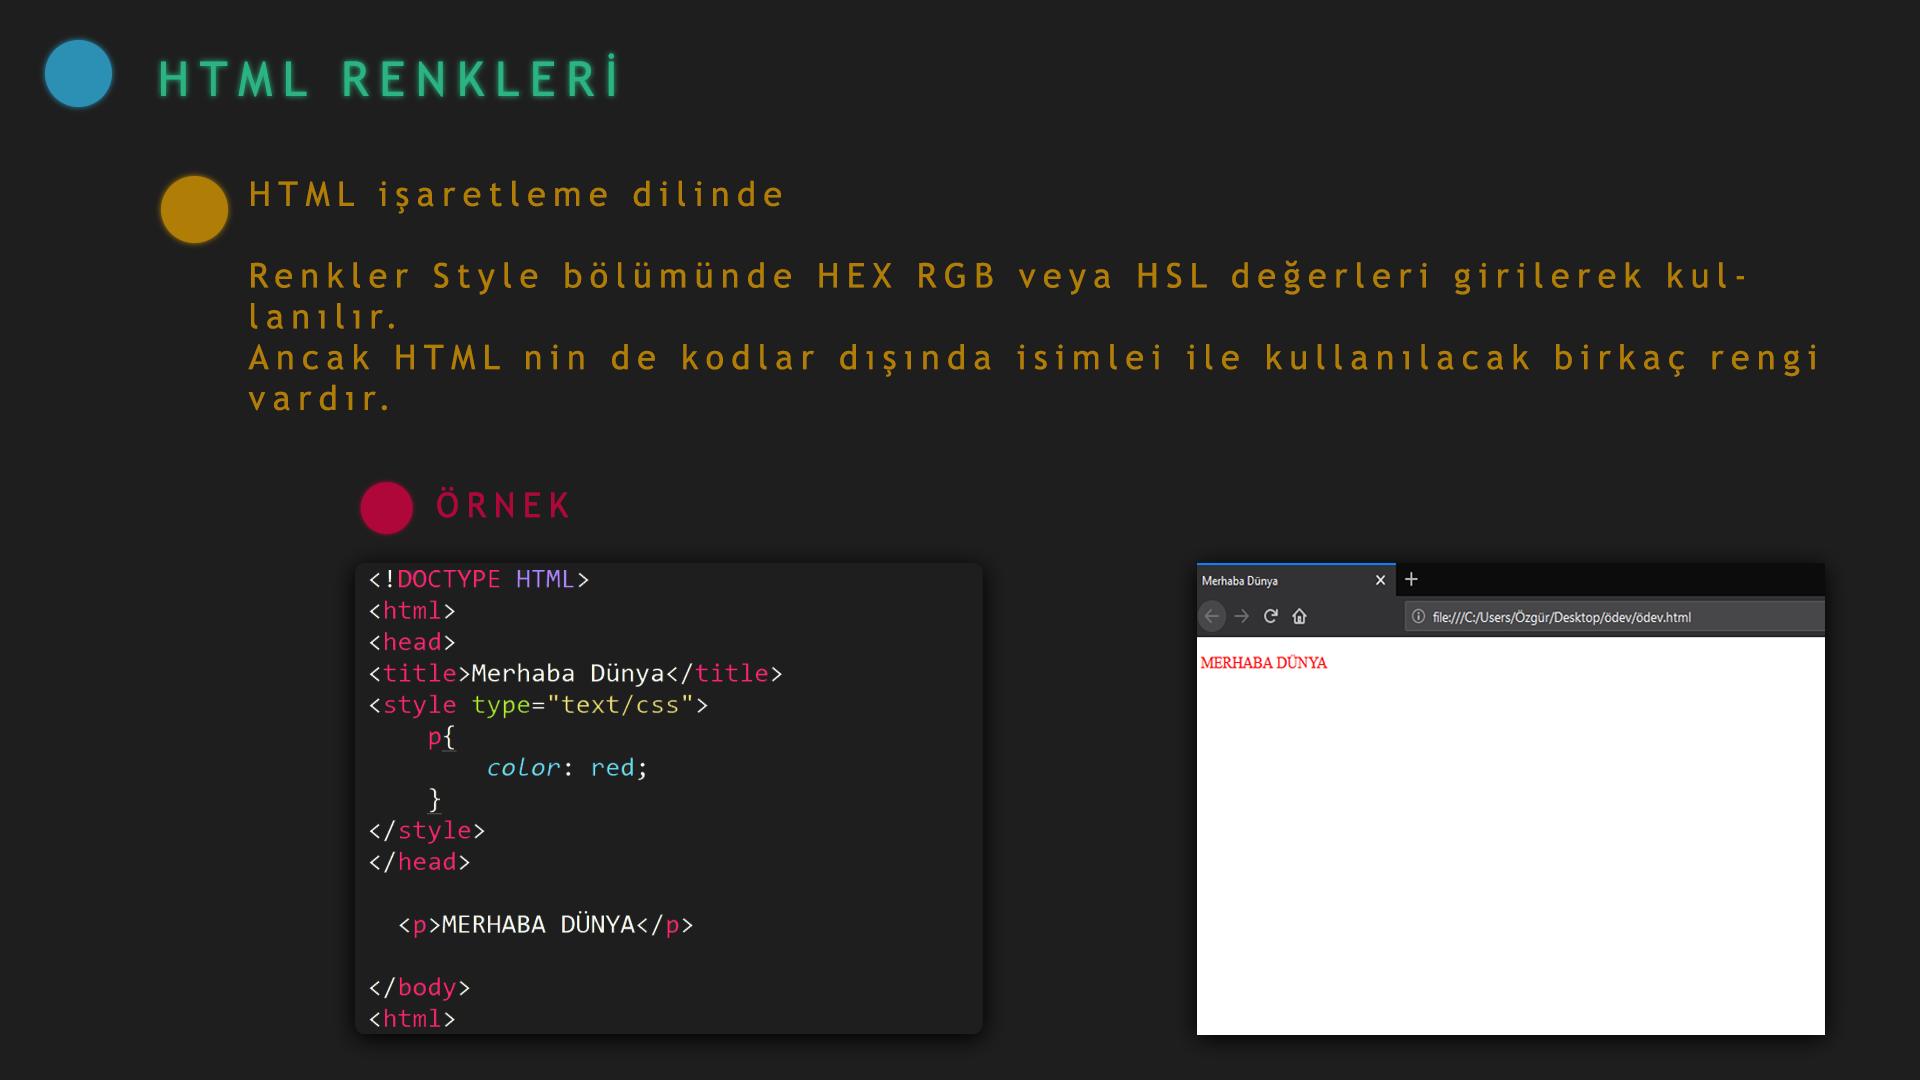 HTML RENKLERİ
HTML işaretleme dilinde
Renkler Style bölümünde HEX RGB veya HSL değerleri girilerek kul-
lanılır.
Ancak HTML nin de kodlar dışında isimlei ile kullanılacak birkaç rengi
vardır.
ÖRNEK
<!DOCTYPE HTML>
<html>
<head>
<title>Merhaba Dünya</title>
<style type="text/css">
    p{
        color: red;
    }
</style>
</head>
  <p>MERHABA DÜNYA</p>
</body>
<html>
Merhaba Dünya
file:///C:/Users/Özgür/Desktop/ödev/ödev.html
MERHABA DÜNYA